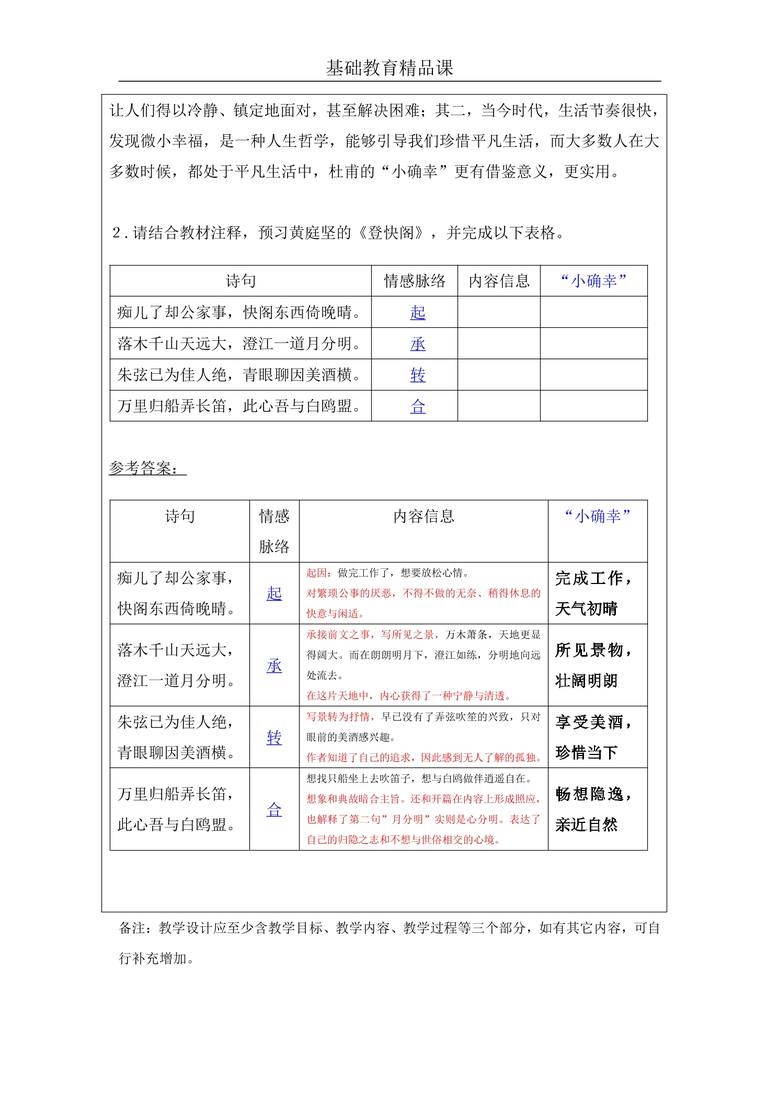 基础教育精品课
让人们得以冷静、镇定地面对，甚至解决困难；其二，当今时代，生活节奏很快，
发现微小幸福，是一种人生哲学，能够引导我们珍惜平凡生活，而大多数人在大
多数时候，都处于平凡生活中，杜甫的“小确幸”更有借鉴意义，更实用。
２.请结合教材注释，预习黄庭坚的《登快阁》，并完成以下表格。
诗句 情感脉络 内容信息 “小确幸”
痴儿了却公家事，快阁东西倚晚晴。 起
落木千山天远大，澄江一道月分明。 承
朱弦已为佳人绝，青眼聊因美酒横。 转
万里归船弄长笛，此心吾与白鸥盟。 合
参考答案：
诗句 情感 内容信息 “小确幸”
脉络
痴儿了却公家事，
快阁东西倚晚晴。
起
起因：做完工作了，想要放松心情。
对繁琐公事的厌恶，不得不做的无奈、稍得休息的
快意与闲适。
完成工作，
天气初晴
落木千山天远大，
澄江一道月分明。
承
承接前文之事，写所见之景，万木萧条，天地更显
得阔大。而在朗朗明月下，澄江如练，分明地向远
处流去。
在这片天地中，内心获得了一种宁静与清透。
所见景物，
壮阔明朗
朱弦已为佳人绝，
青眼聊因美酒横。
转
写景转为抒情，早已没有了弄弦吹笙的兴致，只对
眼前的美酒感兴趣。
作者知道了自己的追求，因此感到无人了解的孤独。
享受美酒，
珍惜当下
万里归船弄长笛，
此心吾与白鸥盟。
合
想找只船坐上去吹笛子，想与白鸥做伴逍遥自在。
想象和典故暗合主旨。还和开篇在内容上形成照应，
也解释了第二句”月分明”实则是心分明。表达了
自己的归隐之志和不想与世俗相交的心境。
畅想隐逸，
亲近自然
备注：教学设计应至少含教学目标、教学内容、教学过程等三个部分，如有其它内容，可自
行补充增加。